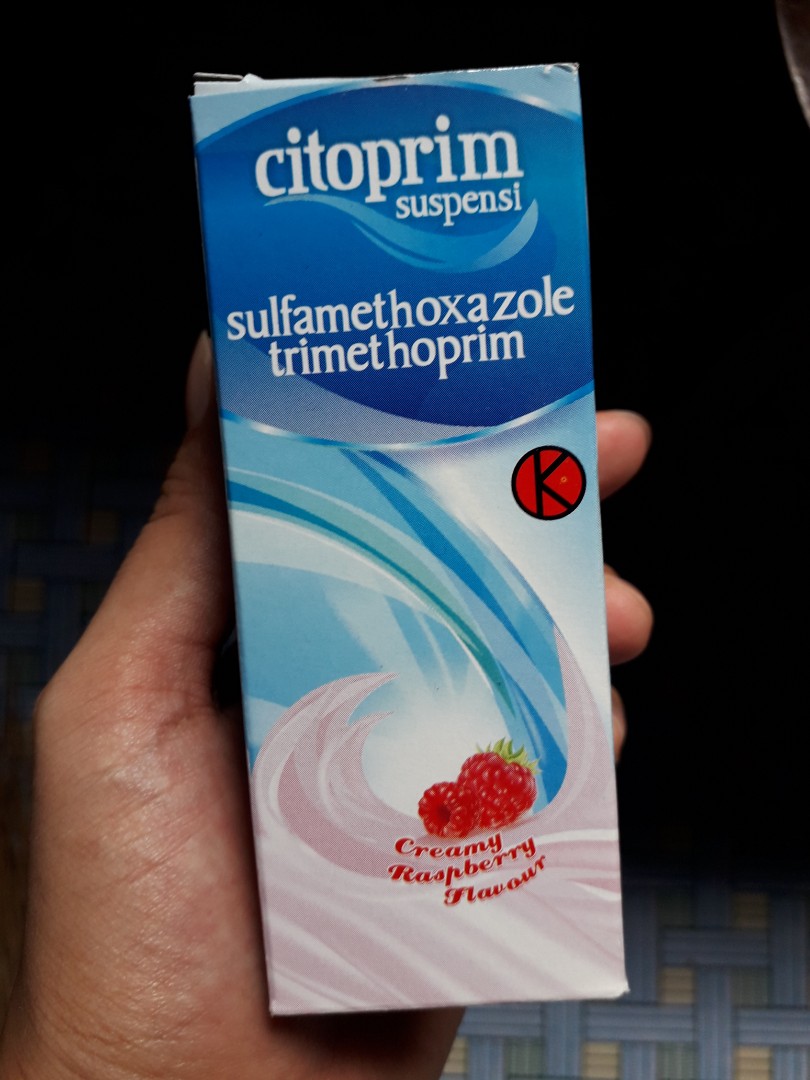 citoprim
suspensi
sulfamethoxazole
trimethoprim
K
Creamy
Raspberry
Flavour